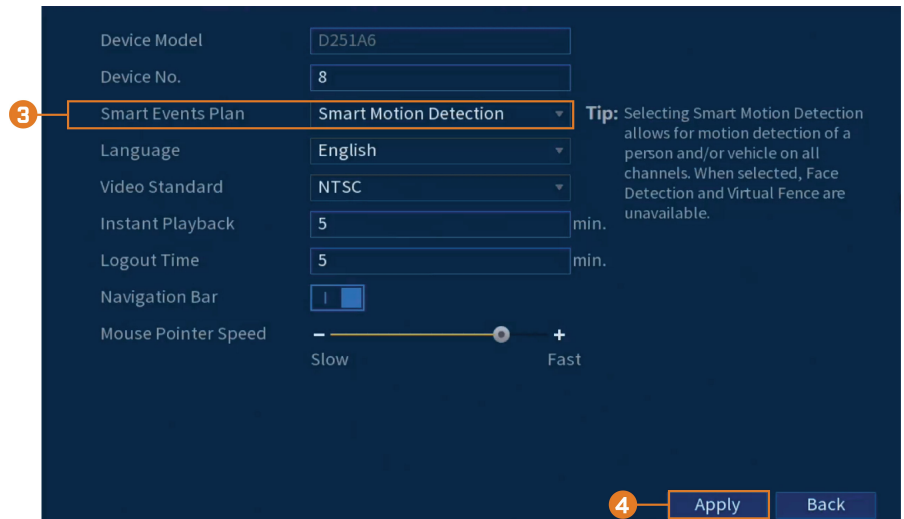 Device Model D251A6
Device No. 8
3 Smart Events Plan Smart Motion Detection Tip: Selecting Smart Motion Detection
allows for motion detection of a
Language English person and/or vehicle on all
channels. When selected, Face
Video Standard NTSC Detection and Virtual Fence are
unavailable.
Instant Playback 5 min.
Logout Time 5 min.
Navigation Bar
Mouse Pointer Speed - +
Slow Fast
4 Apply Back